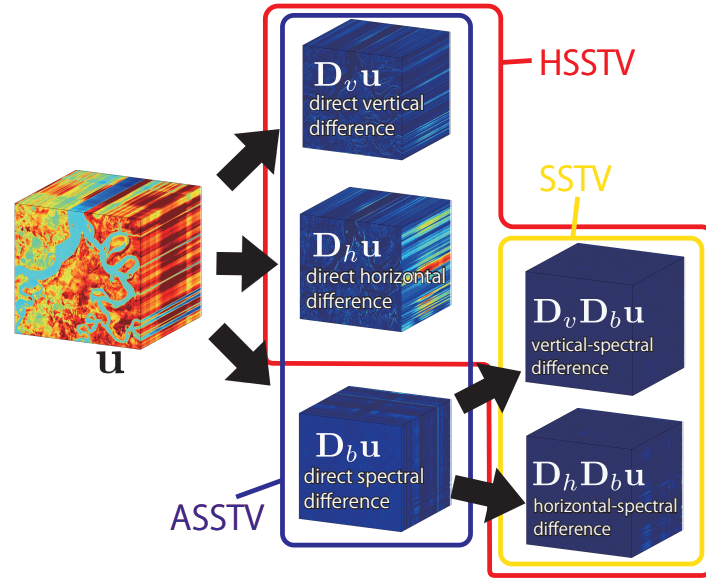 HSSTV
D_v u
direct vertical
difference
SSTV
D_h u
direct horizontal
difference
u
D_v D_b u
vertical-spectral
difference
D_b u
direct spectral
difference
ASSTV
D_h D_b u
horizontal-spectral
difference